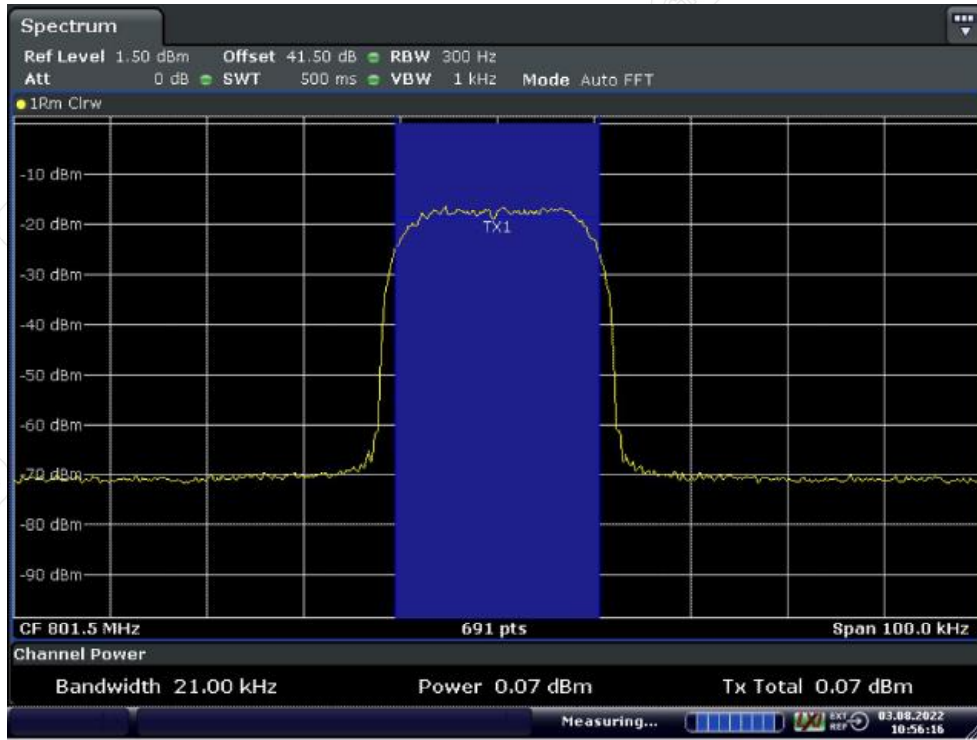 Spectrum
Ref Level 1.50 dBm Offset 41.50 dB RBW 300 Hz
Att 0 dB SWT 500 ms VBW 1 kHz Mode Auto FFT
1Rm Clrw
-10 dBm
-20 dBm
TX1
-30 dBm
-40 dBm
-50 dBm
-60 dBm
-70 dBm
-80 dBm
-90 dBm
CF 801.5 MHz 691 pts Span 100.0 kHz
Channel Power
Bandwidth 21.00 kHz Power 0.07 dBm Tx Total 0.07 dBm
Measuring... LXI EXT REF 03.08.2022
10:56:16